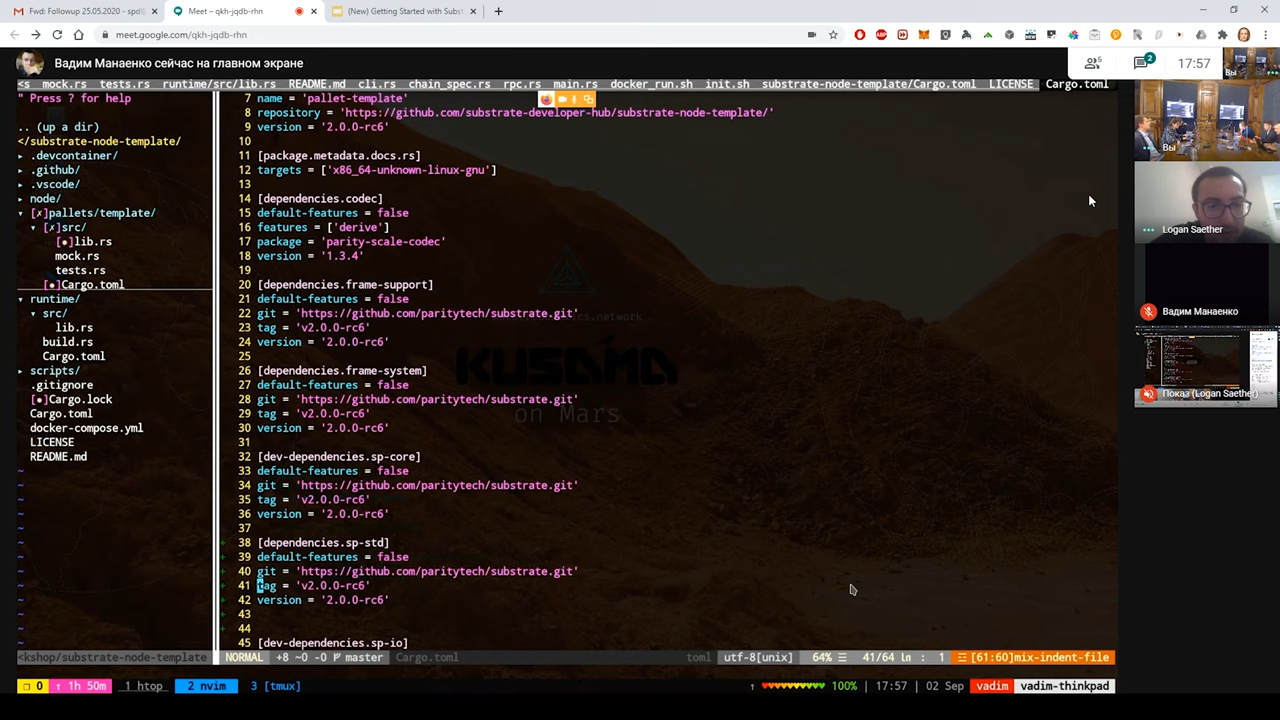 Fwd: Followup 25.05.2020 - spd@
Meet – qkh-jqdb-rhn
(New) Getting Started with Subst
meet.google.com/qkh-jqdb-rhn
Вадим Манаенко сейчас на главном экране
5
2
17:57
Вы
<s mock.rs tests.rs runtime/src/lib.rs README.md cli.rs chain_spec.rs rpc.rs main.rs docker_run.sh init.sh substrate-node-template/Cargo.toml LICENSE Cargo.toml
" Press ? for help
.. (up a dir)
</substrate-node-template/
▸ .devcontainer/
▸ .github/
▸ .vscode/
▸ node/
▾ [✗]pallets/template/
▾ [✗]src/
[•]lib.rs
mock.rs
tests.rs
[•]Cargo.toml
▾ runtime/
▾ src/
lib.rs
build.rs
Cargo.toml
▸ scripts/
.gitignore
[•]Cargo.lock
Cargo.toml
docker-compose.yml
LICENSE
README.md
7 name = 'pallet-template'
8 repository = 'https://github.com/substrate-developer-hub/substrate-node-template/'
9 version = '2.0.0-rc6'
10
11 [package.metadata.docs.rs]
12 targets = ['x86_64-unknown-linux-gnu']
13
14 [dependencies.codec]
15 default-features = false
16 features = ['derive']
17 package = 'parity-scale-codec'
18 version = '1.3.4'
19
20 [dependencies.frame-support]
21 default-features = false
22 git = 'https://github.com/paritytech/substrate.git'
23 tag = 'v2.0.0-rc6'
24 version = '2.0.0-rc6'
25
26 [dependencies.frame-system]
27 default-features = false
28 git = 'https://github.com/paritytech/substrate.git'
29 tag = 'v2.0.0-rc6'
30 version = '2.0.0-rc6'
31
32 [dev-dependencies.sp-core]
33 default-features = false
34 git = 'https://github.com/paritytech/substrate.git'
35 tag = 'v2.0.0-rc6'
36 version = '2.0.0-rc6'
37
+ 38 [dependencies.sp-std]
+ 39 default-features = false
+ 40 git = 'https://github.com/paritytech/substrate.git'
+ 41 tag = 'v2.0.0-rc6'
+ 42 version = '2.0.0-rc6'
+ 43
+ 44
45 [dev-dependencies.sp-io]
KUSAMA
on Mars
Вы
Logan Saether
Вадим Манаенко
Показ (Logan Saether)
<kshop/substrate-node-template
NORMAL +8 ~0 -0 master Cargo.toml toml utf-8[unix] 64% ☰ 41/64 ln : 1 ☲ [61:60]mix-indent-file
❐ 0 ↑ 1h 50m 1 htop 2 nvim 3 [tmux] ↑ ♥♥♥♥♥♥♥♥♥♥ 100% | 17:57 | 02 Sep vadim vadim-thinkpad